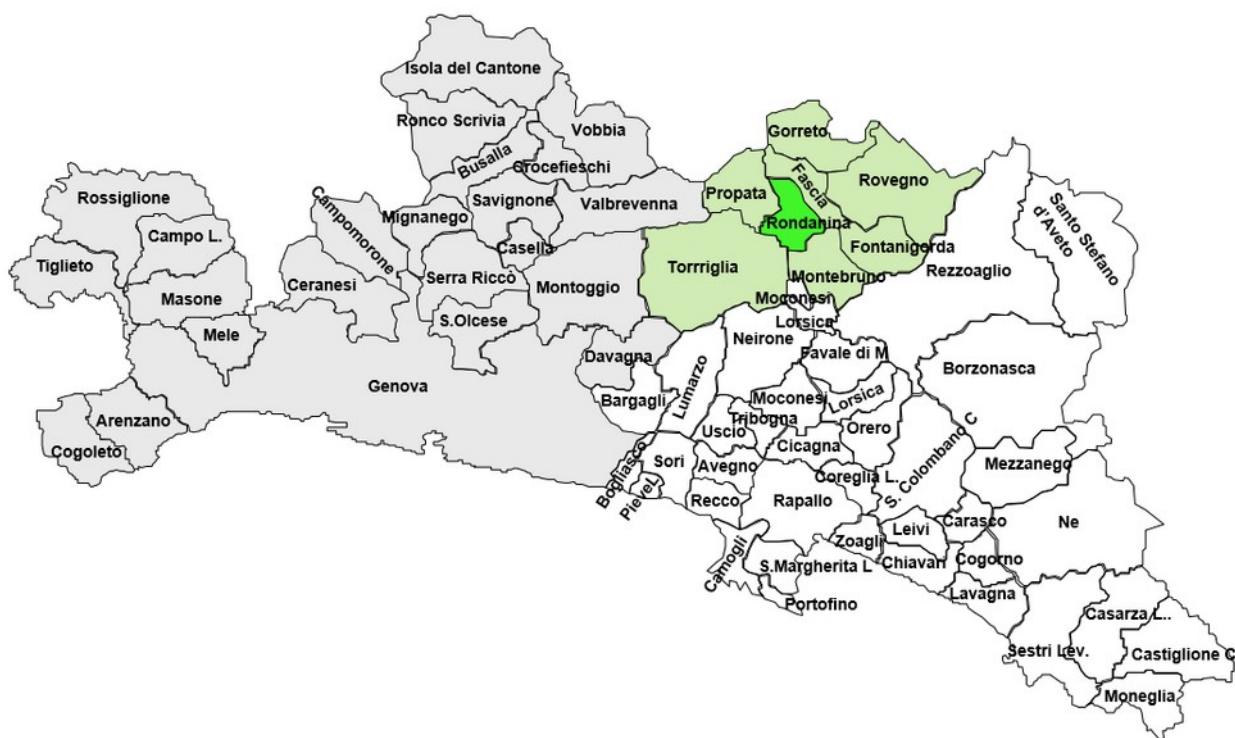 Isola del Cantone
Ronco Scrivia
Vobbia
Gorreto
Busalla
Crocefieschi
Fascia
Rovegno
Rossiglione
Campomorone
Mignanego
Savignone
Valbrevenna
Propata
Rondanina
Santo Stefano
d'Aveto
Campo L.
Casella
Fontanigorda
Tiglieto
Ceranesi
Serra Riccò
Montoggio
Torrriglia
Montebruno
Rezzoaglio
Masone
Moconesi
S.Olcese
Lorsica
Mele
Neirone
Davagna
Favale di M
Genova
Borzonasca
Lumarzo
Bargagli
Moconesi
Lorsica
Arenzano
Tribogna
Uscio
Orero
S. Colombano C
Cicagna
Cogoleto
Bogliasco
Sori
Avegno
Mezzanego
Coreglia L.
PieveL
Recco
Rapallo
Carasco
Ne
Leivi
Zoagli
Camogli
Chiavari
Cogorno
S.Margherita L
Lavagna
Portofino
Casarza L..
Sestri Lev.
Castiglione C
Moneglia